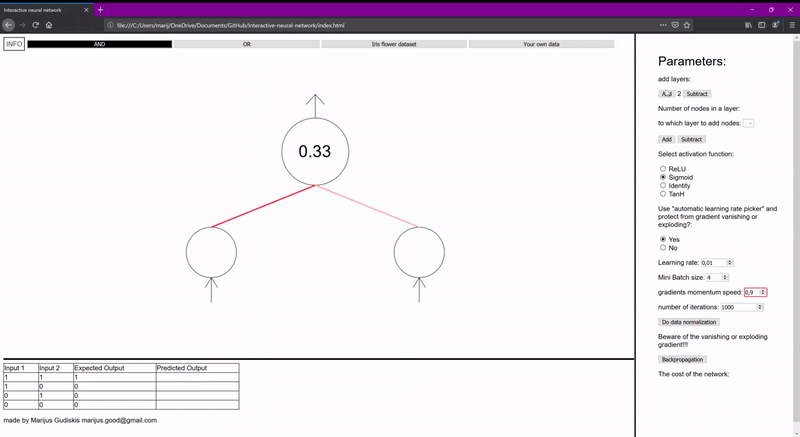 Interactive neural network
file:///C:/Users/marij/OneDrive/Documents/GitHub/Interactive-neural-network/index.html
INFO
AND
OR
Iris flower dataset
Your own data
0.33
Parameters:
add layers:
Add 2 Subtract
Number of nodes in a layer:
to which layer to add nodes:
Add Subtract
Select activation function:
ReLU
Sigmoid
Identity
TanH
Use "automatic learning rate picker" and
protect from gradient vanishing or
exploding?:
Yes
No
Learning rate: 0,01
Mini Batch size: 4
gradients momentum speed: 0,9
number of iterations: 1000
Do data normalization
Beware of the vanishing or exploding
gradient!!!
Backpropagation
The cost of the network:
Input 1 Input 2 Expected Output Predicted Output
1 1 1
1 0 0
0 1 0
0 0 0
made by Marijus Gudiskis marijus.good@gmail.com